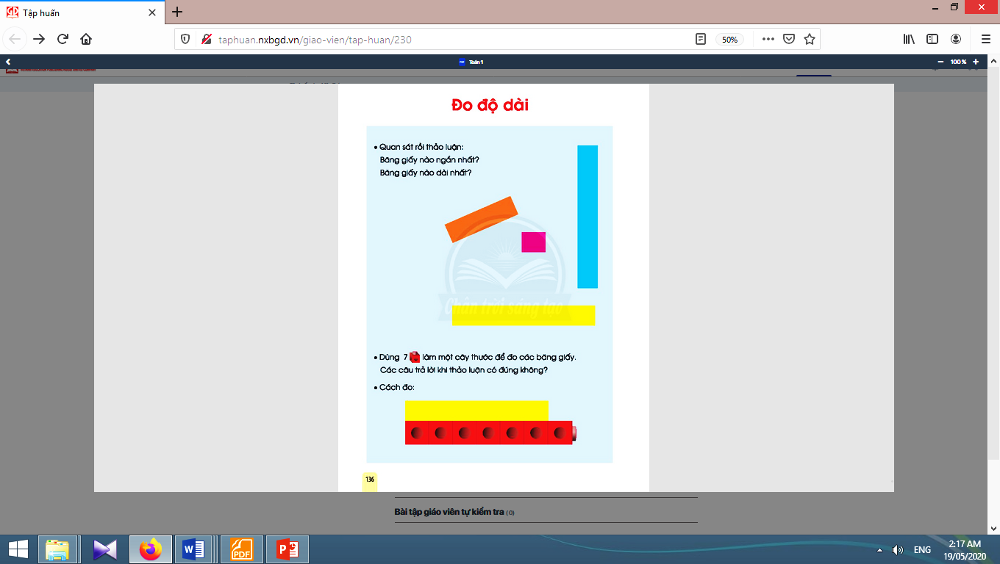 Tập huấn
taphuan.nxbgd.vn/giao-vien/tap-huan/230
50%
Toán 1
100%
Đo độ dài
• Quan sát rồi thảo luận:
Băng giấy nào ngắn nhất?
Băng giấy nào dài nhất?
Chân trời sáng tạo
• Dùng 7 làm một cây thước để đo các băng giấy.
Các câu trả lời khi thảo luận có đúng không?
• Cách đo:
136
Bài tập giáo viên tự kiểm tra (0)
PDF
ENG
2:17 AM
19/05/2020